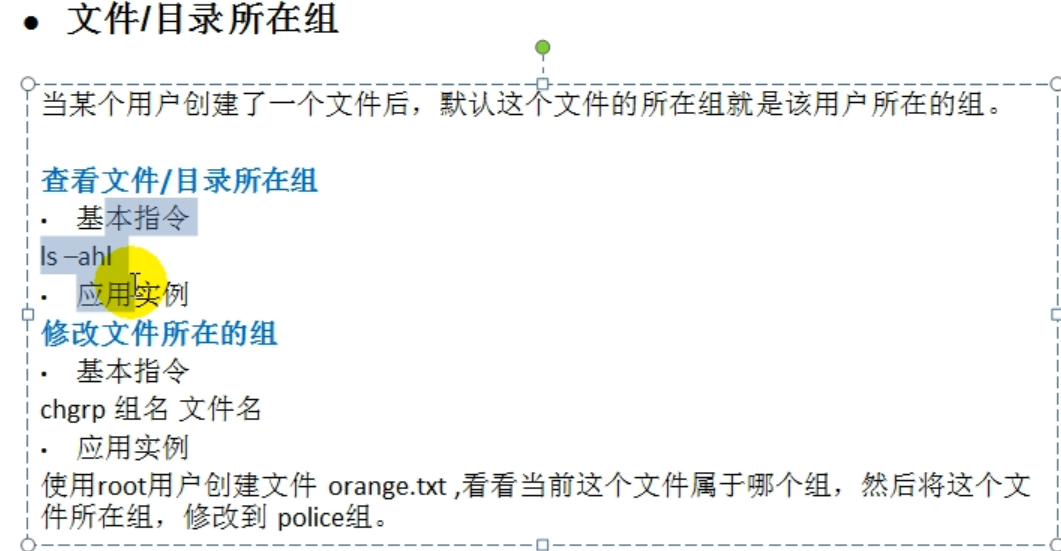 ● 文件/目录所在组
当某个用户创建了一个文件后，默认这个文件的所在组就是该用户所在的组。
查看文件/目录所在组
• 基本指令
ls –ahl
• 应用实例
修改文件所在的组
• 基本指令
chgrp 组名 文件名
• 应用实例
使用root用户创建文件 orange.txt ,看看当前这个文件属于哪个组，然后将这个文
件所在组，修改到 police组。